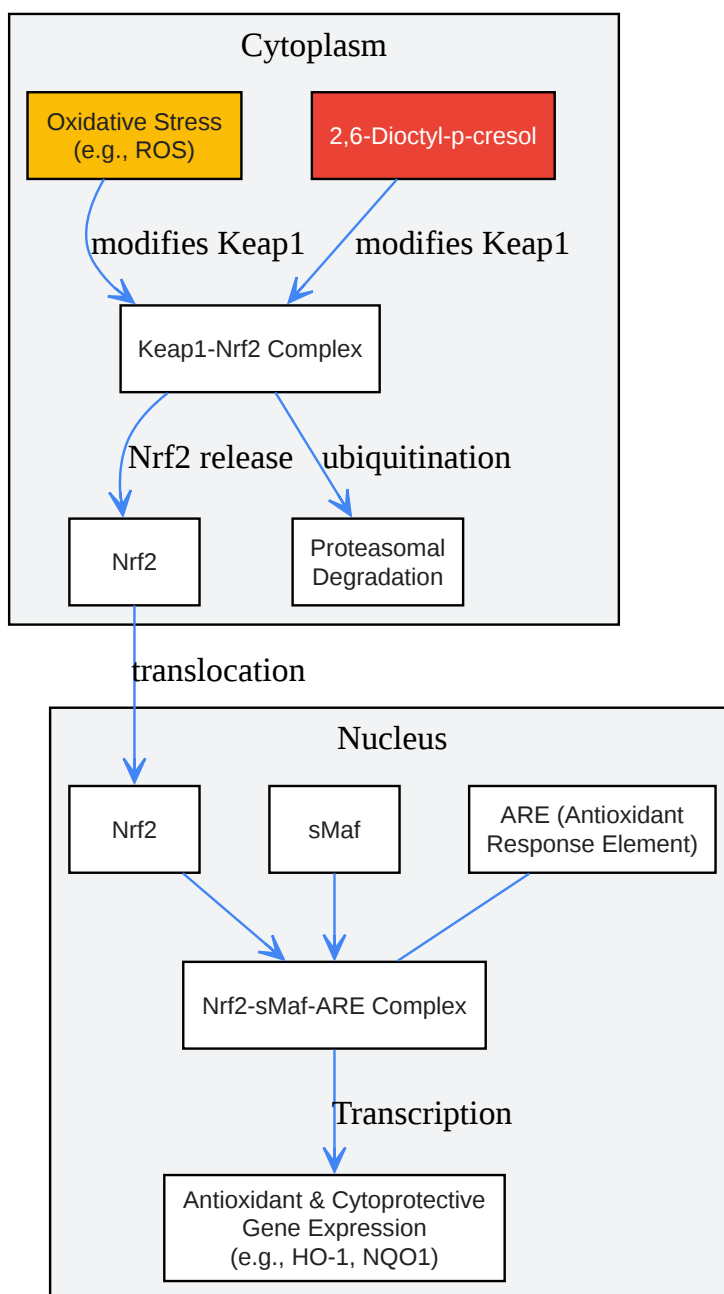 Cytoplasm
Oxidative Stress
(e.g., ROS)
2,6-Dioctyl-p-cresol
modifies Keap1
modifies Keap1
Keap1-Nrf2 Complex
Nrf2 release
ubiquitination
Nrf2
Proteasomal
Degradation
translocation
Nucleus
Nrf2
sMaf
ARE (Antioxidant
Response Element)
Nrf2-sMaf-ARE Complex
Transcription
Antioxidant & Cytoprotective
Gene Expression
(e.g., HO-1, NQO1)